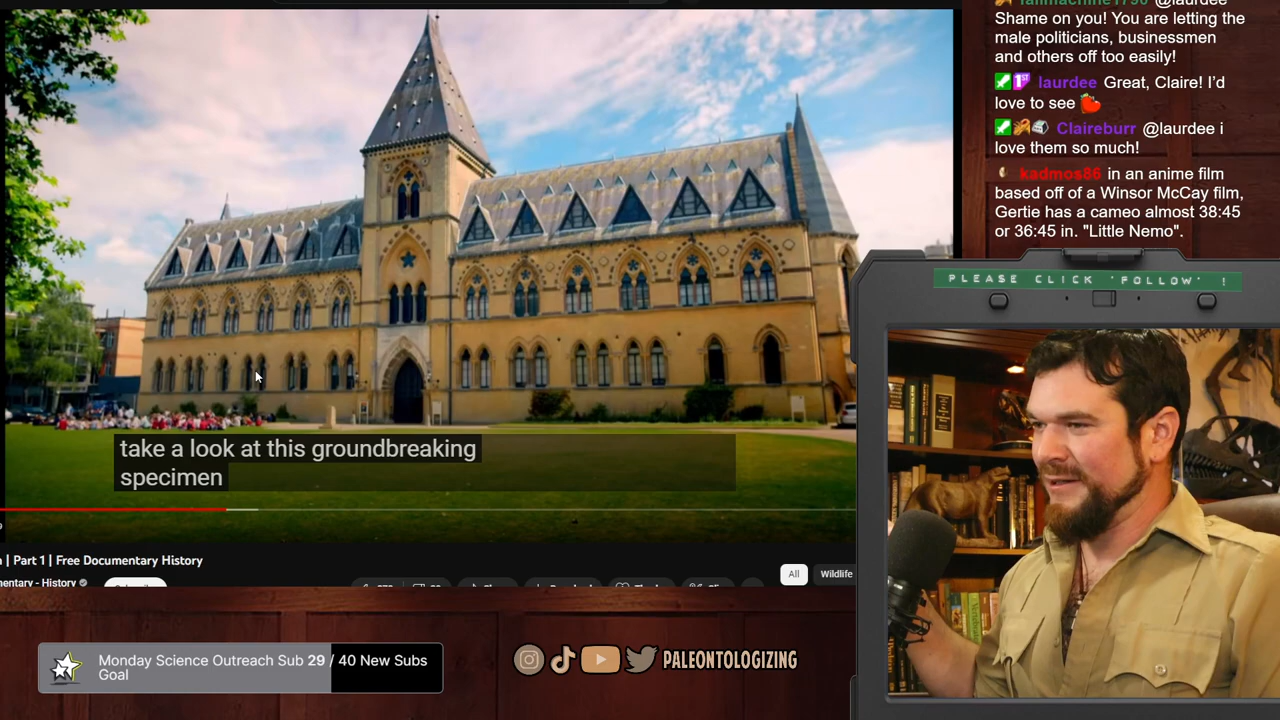 @laurdee
Shame on you! You are letting the
male politicians, businessmen
and others off too easily!
laurdee Great, Claire! I'd
love to see
Claireburr @laurdee i
love them so much!
kadmos86 in an anime film
based off of a Winsor McCay film,
Gertie has a cameo almost 38:45
or 36:45 in. "Little Nemo".
PLEASE CLICK 'FOLLOW' !
take a look at this groundbreaking
specimen
| Part 1 | Free Documentary History
mentary - History
All
Wildlife
Monday Science Outreach Sub 29 / 40 New Subs
Goal
PALEONTOLOGIZING